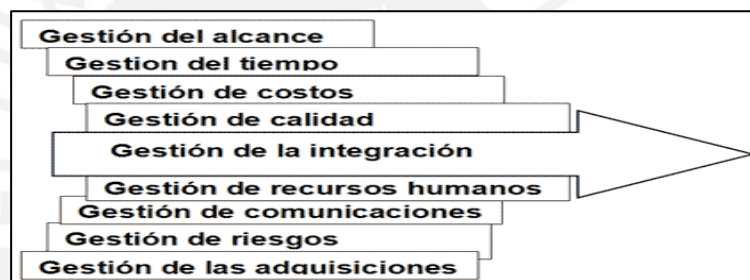 Gestión del alcance
Gestion del tiempo
Gestión de costos
Gestión de calidad
Gestión de la integración
Gestión de recursos humanos
Gestión de comunicaciones
Gestión de riesgos
Gestión de las adquisiciones